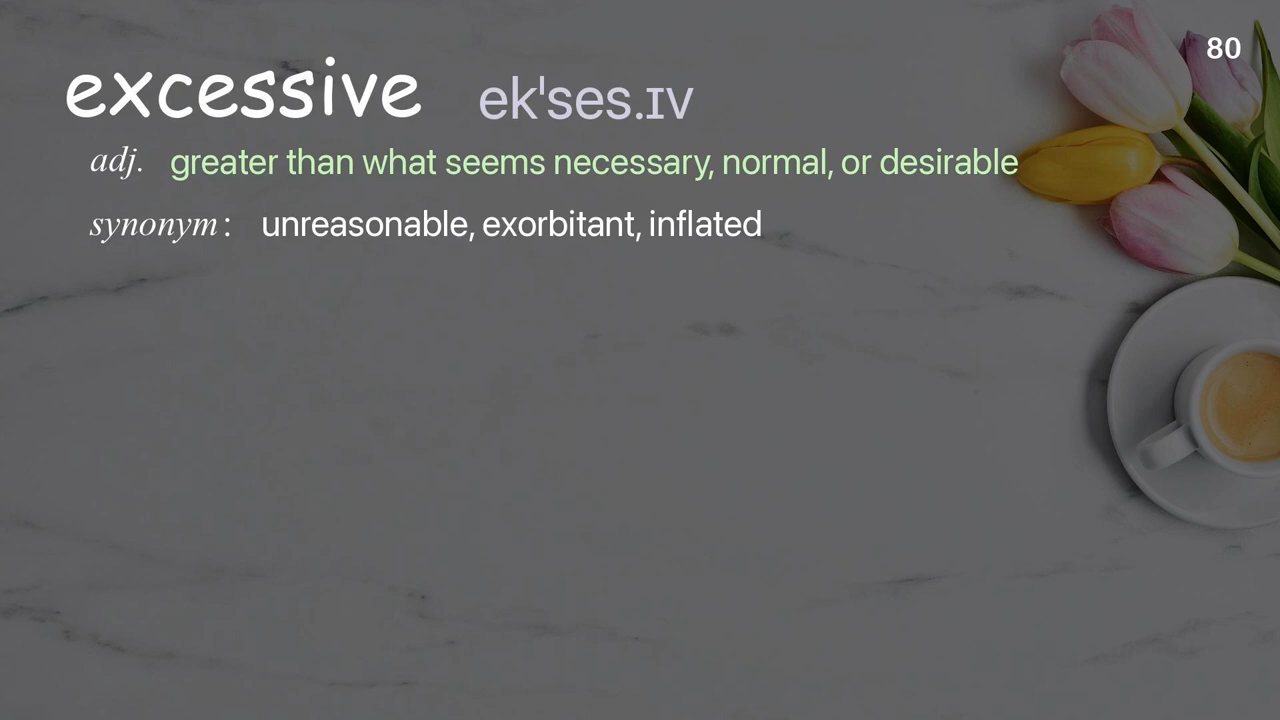 80
excessive ek'ses.ɪv
adj. greater than what seems necessary, normal, or desirable
synonym: unreasonable, exorbitant, inflated